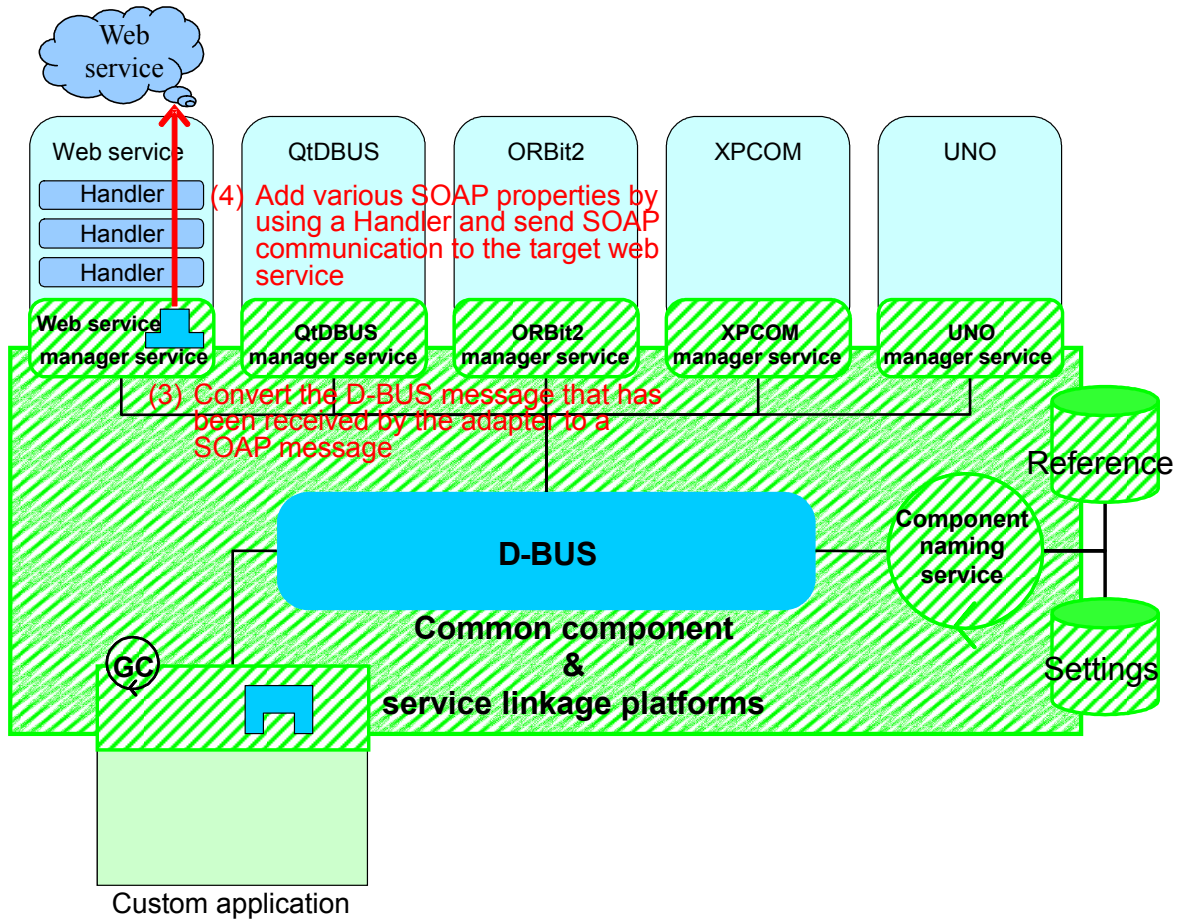 Web
service
Web service
QtDBUS
ORBit2
XPCOM
UNO
Handler
Handler
Handler
(4) Add various SOAP properties by
using a Handler and send SOAP
communication to the target web
service
Web service
manager service
QtDBUS
manager service
ORBit2
manager service
XPCOM
manager service
UNO
manager service
(3) Convert the D-BUS message that has
been received by the adapter to a
SOAP message
Reference
D-BUS
Component
naming
service
Common component
&
service linkage platforms
Settings
GC
Custom application